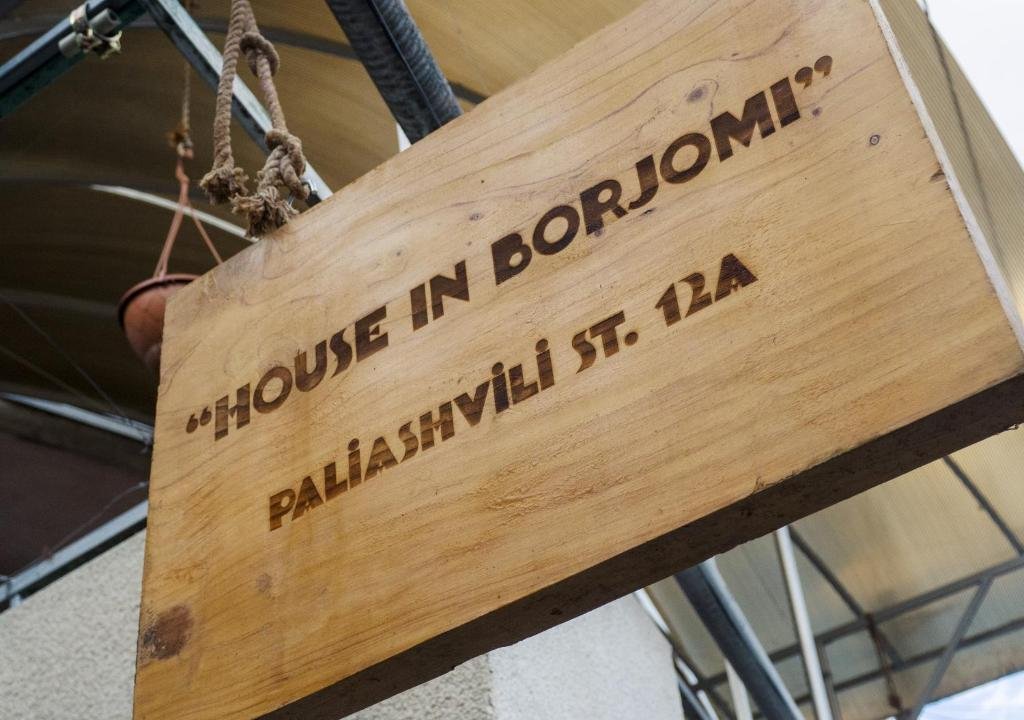 “HOUSE IN BORJOMI”
PALIASHVILI ST. 12A